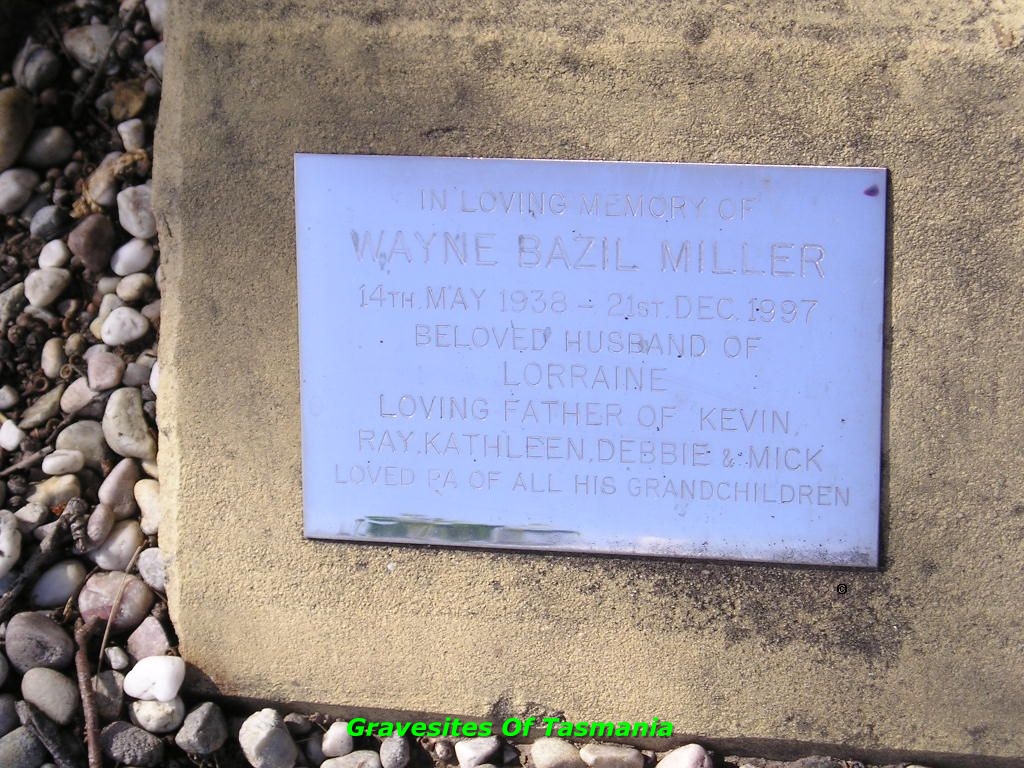 IN LOVING MEMORY OF
WAYNE BAZIL MILLER
14TH. MAY 1938 - 21ST. DEC. 1997
BELOVED HUSBAND OF
LORRAINE
LOVING FATHER OF KEVIN,
RAY, KATHLEEN, DEBBIE & MICK
LOVED PA OF ALL HIS GRANDCHILDREN
Gravesites Of Tasmania